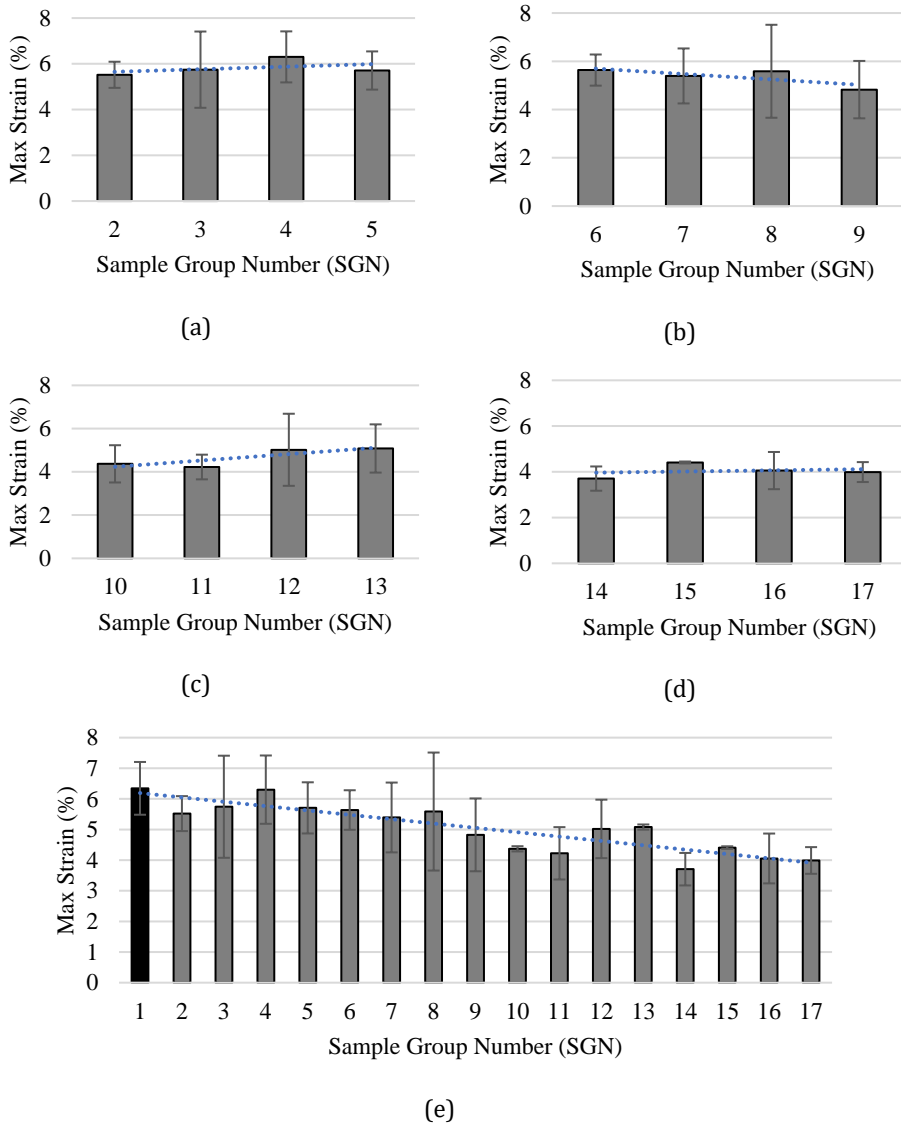 Max Strain (%)
8
6
4
2
0
2 3 4 5
Sample Group Number (SGN)
(a)
Max Strain (%)
8
6
4
2
0
6 7 8 9
Sample Group Number (SGN)
(b)
Max Strain (%)
8
6
4
2
0
10 11 12 13
Sample Group Number (SGN)
(c)
Max Strain (%)
8
6
4
2
0
14 15 16 17
Sample Group Number (SGN)
(d)
Max Strain (%)
8
7
6
5
4
3
2
1
0
1 2 3 4 5 6 7 8 9 10 11 12 13 14 15 16 17
Sample Group Number (SGN)
(e)